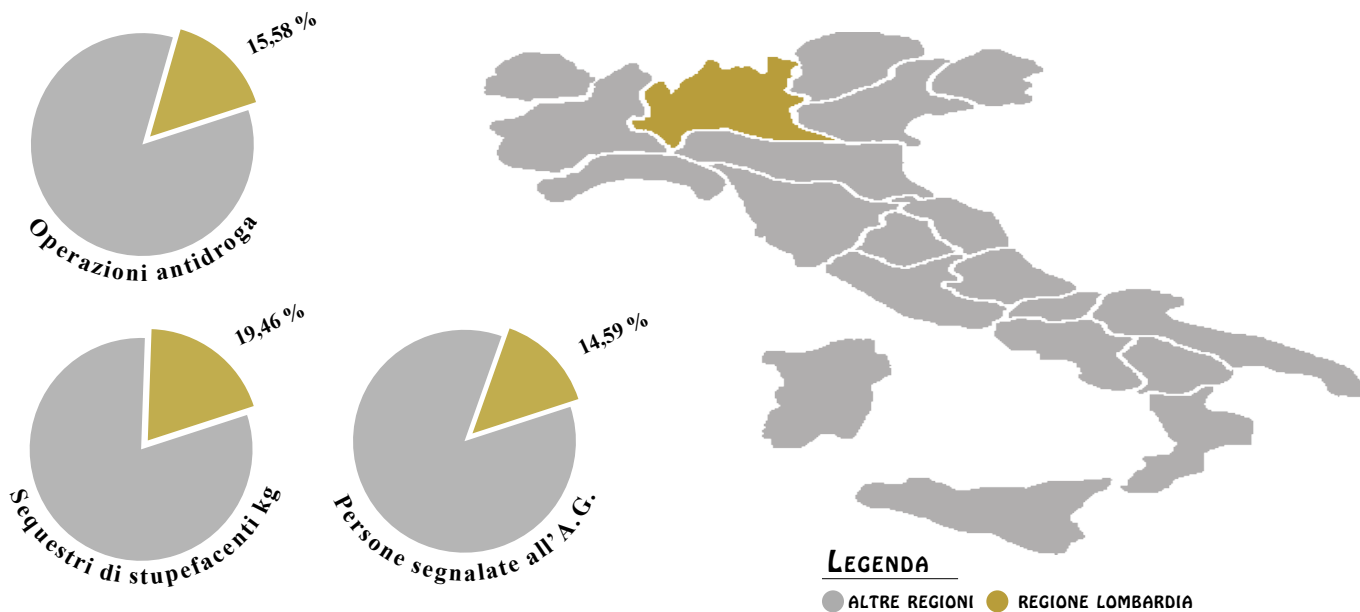 15,58 %
Operazioni antidroga
19,46 %
Sequestri di stupefacenti kg
14,59 %
Persone segnalate all' A.G.
LEGENDA
ALTRE REGIONI REGIONE LOMBARDIA